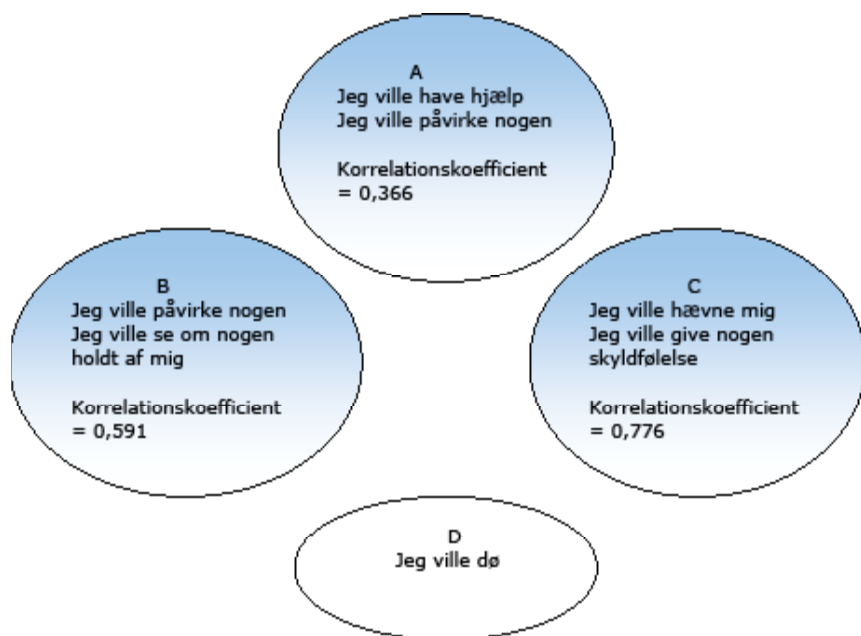 A
Jeg ville have hjælp
Jeg ville påvirke nogen
Korrelationskoefficient
= 0,366
B
Jeg ville påvirke nogen
Jeg ville se om nogen
holdt af mig
Korrelationskoefficient
= 0,591
C
Jeg ville hævne mig
Jeg ville give nogen
skyldfølelse
Korrelationskoefficient
= 0,776
D
Jeg ville dø